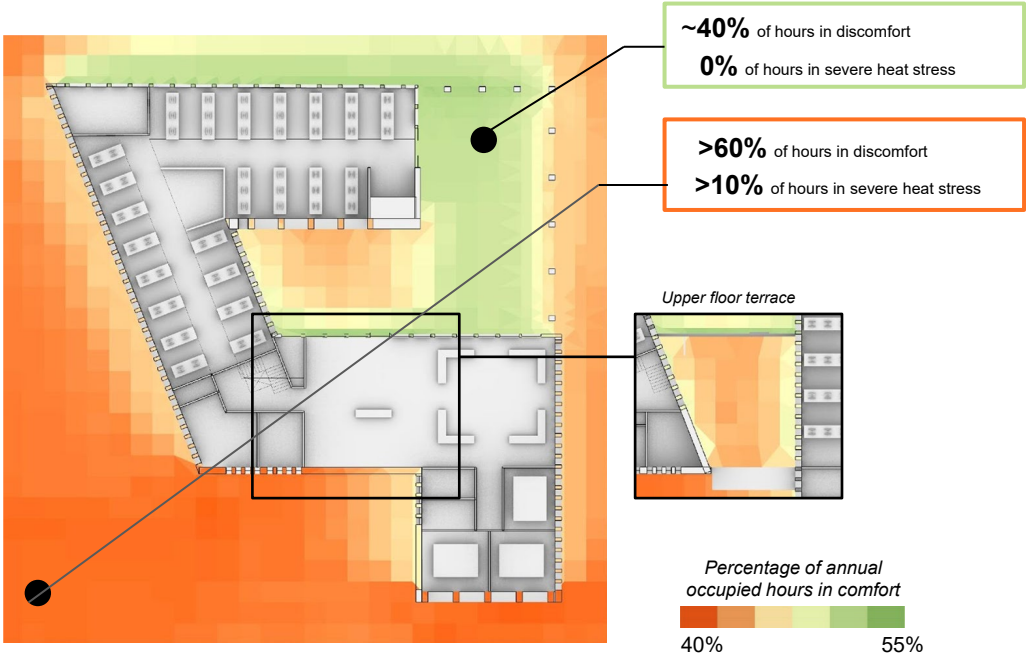 ~40% of hours in discomfort
0% of hours in severe heat stress
>60% of hours in discomfort
>10% of hours in severe heat stress
Upper floor terrace
Percentage of annual
occupied hours in comfort
40% 55%